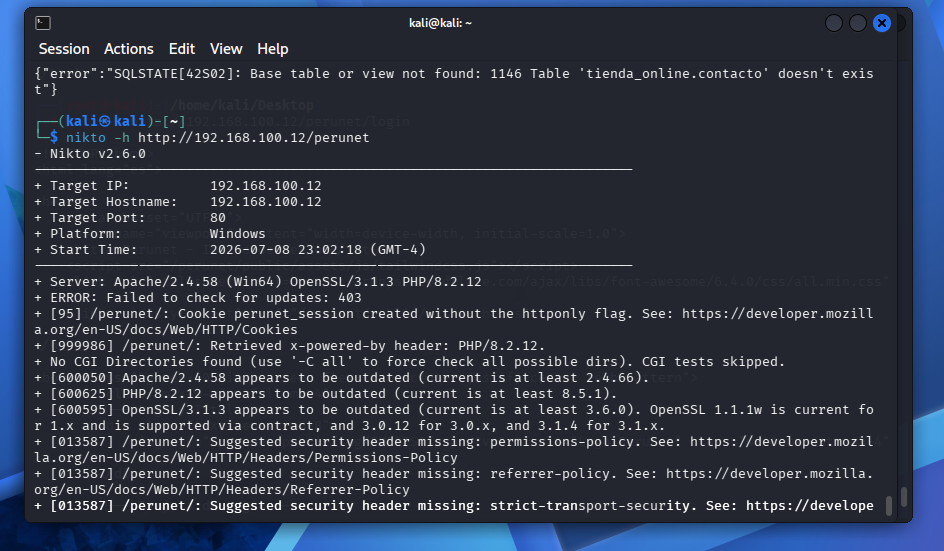 kali@kali: ~
Session Actions Edit View Help
{"error":"SQLSTATE[42S02]: Base table or view not found: 1146 Table 'tienda_online.contacto' doesn't exis
t"}
/home/kali/Desktop
┌──(kali㉿kali)-[~]
└─$ nikto -h http://192.168.100.12/perunet
- Nikto v2.6.0
---------------------------------------------------------------------------
+ Target IP: 192.168.100.12
+ Target Hostname: 192.168.100.12
+ Target Port: 80
+ Platform: Windows
+ Start Time: 2026-07-08 23:02:18 (GMT-4)
---------------------------------------------------------------------------
+ Server: Apache/2.4.58 (Win64) OpenSSL/3.1.3 PHP/8.2.12
+ ERROR: Failed to check for updates: 403
+ [95] /perunet/: Cookie perunet_session created without the httponly flag. See: https://developer.mozill
a.org/en-US/docs/Web/HTTP/Cookies
+ [999986] /perunet/: Retrieved x-powered-by header: PHP/8.2.12.
+ No CGI Directories found (use '-C all' to force check all possible dirs). CGI tests skipped.
+ [600050] Apache/2.4.58 appears to be outdated (current is at least 2.4.66).
+ [600625] PHP/8.2.12 appears to be outdated (current is at least 8.5.1).
+ [600595] OpenSSL/3.1.3 appears to be outdated (current is at least 3.6.0). OpenSSL 1.1.1w is current fo
r 1.x and is supported via contract, and 3.0.12 for 3.0.x, and 3.1.4 for 3.1.x.
+ [013587] /perunet/: Suggested security header missing: permissions-policy. See: https://developer.mozil
la.org/en-US/docs/Web/HTTP/Headers/Permissions-Policy
+ [013587] /perunet/: Suggested security header missing: referrer-policy. See: https://developer.mozilla.
org/en-US/docs/Web/HTTP/Headers/Referrer-Policy
+ [013587] /perunet/: Suggested security header missing: strict-transport-security. See: https://develope